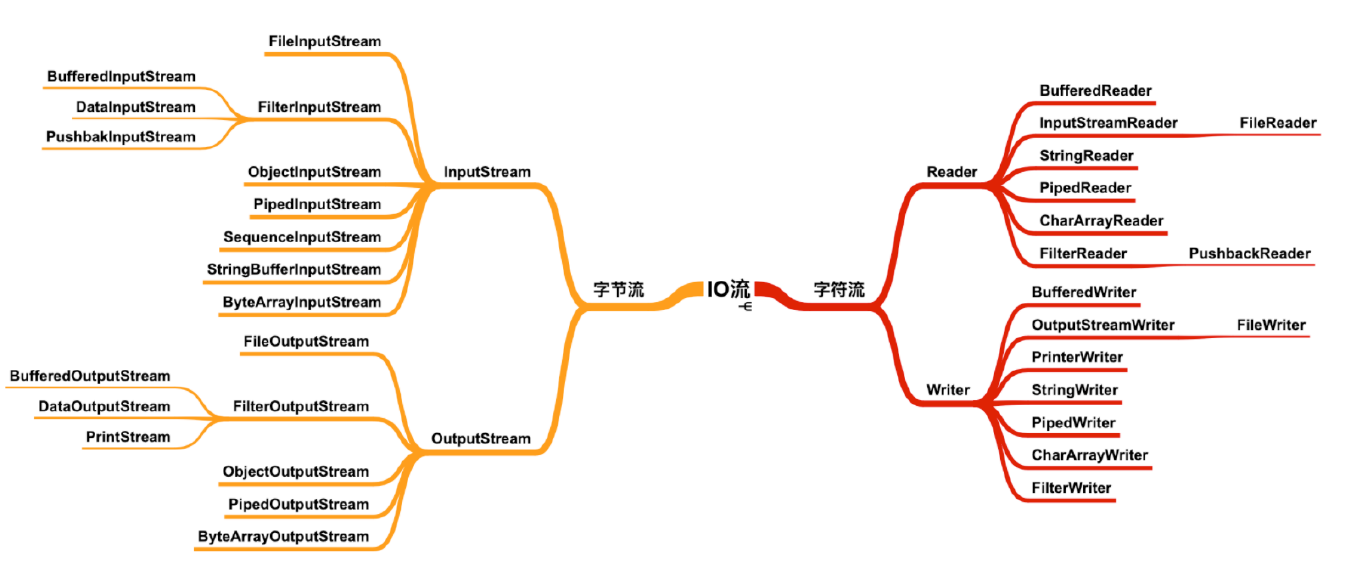 IO流
字节流
InputStream
FileInputStream
FilterInputStream
BufferedInputStream
DataInputStream
PushbakInputStream
ObjectInputStream
PipedInputStream
SequenceInputStream
StringBufferInputStream
ByteArrayInputStream
OutputStream
FileOutputStream
FilterOutputStream
BufferedOutputStream
DataOutputStream
PrintStream
ObjectOutputStream
PipedOutputStream
ByteArrayOutputStream
字符流
Reader
BufferedReader
InputStreamReader
FileReader
StringReader
PipedReader
CharArrayReader
FilterReader
PushbackReader
Writer
BufferedWriter
OutputStreamWriter
FileWriter
PrinterWriter
StringWriter
PipedWriter
CharArrayWriter
FilterWriter